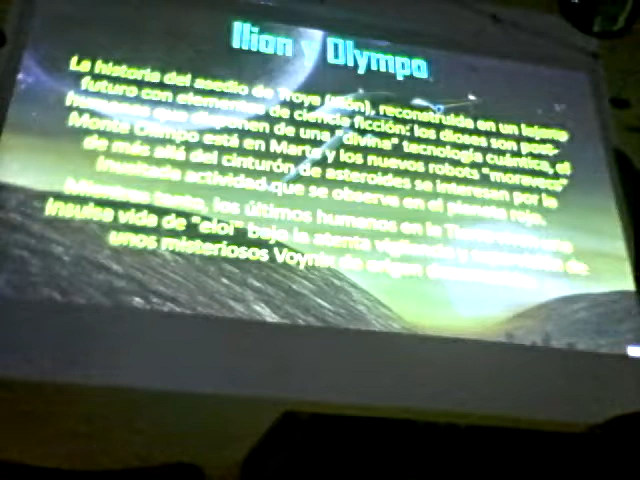 Ilion y Olympo
La historia del asedio de Troya (Ilión), reconstruida en un lejano
futuro con elementos de ciencia ficción: los dioses son post-
humanos que disponen de una "divina" tecnología cuántica, el
Monte Olimpo está en Marte y los nuevos robots "moravec"
de más allá del cinturón de asteroides se interesan por la
inusitada actividad que se observa en el planeta rojo.
Mientras tanto, los últimos humanos en la Tierra
insulsa vida de "eloi" bajo la atenta vigilancia y de
unos misteriosos Voynix de origen